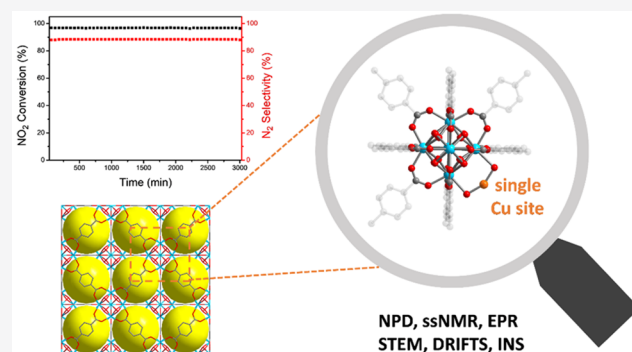 NO₂ Conversion (%)
100
80
60
40
20
0
100
80
60
40
20
0
N₂ Selectivity (%)
500 1000 1500 2000 2500 3000
Time (min)
single
Cu site
NPD, ssNMR, EPR
STEM, DRIFTS, INS